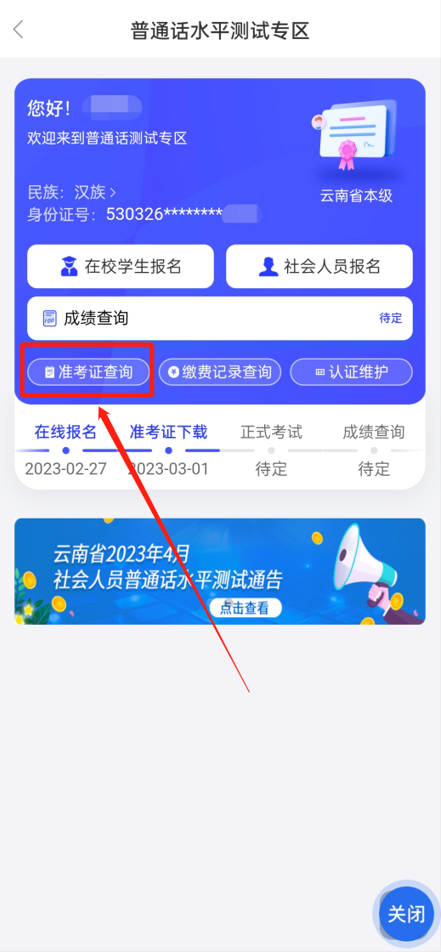 普通话水平测试专区
您好！
欢迎来到普通话测试专区
民族：汉族
身份证号：530326********
云南省本级
在校学生报名
社会人员报名
成绩查询
待定
准考证查询
缴费记录查询
认证维护
在线报名
准考证下载
正式考试
成绩查询
2023-02-27
2023-03-01
待定
待定
云南省2023年4月
社会人员普通话水平测试通告
点击查看
关闭